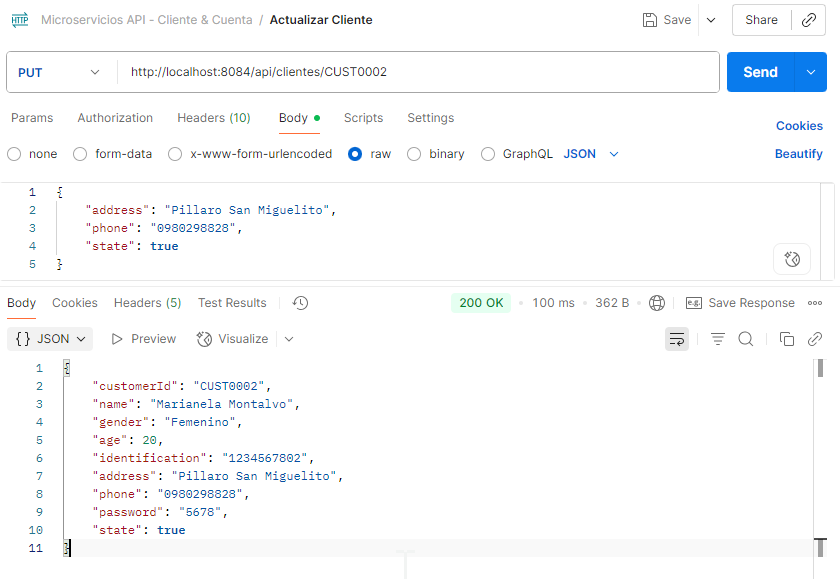 HTTP Microservicios API - Cliente & Cuenta / Actualizar Cliente Save Share
PUT http://localhost:8084/api/clientes/CUST0002 Send
Params Authorization Headers (10) Body Scripts Settings Cookies
none form-data x-www-form-urlencoded raw binary GraphQL JSON Beautify
1 {
2 "address": "Pillaro San Miguelito",
3 "phone": "0980298828",
4 "state": true
5 }
Body Cookies Headers (5) Test Results 200 OK 100 ms 362 B e.g. Save Response
{} JSON Preview Visualize
1 {
2 "customerId": "CUST0002",
3 "name": "Marianela Montalvo",
4 "gender": "Femenino",
5 "age": 20,
6 "identification": "1234567802",
7 "address": "Pillaro San Miguelito",
8 "phone": "0980298828",
9 "password": "5678",
10 "state": true
11 }